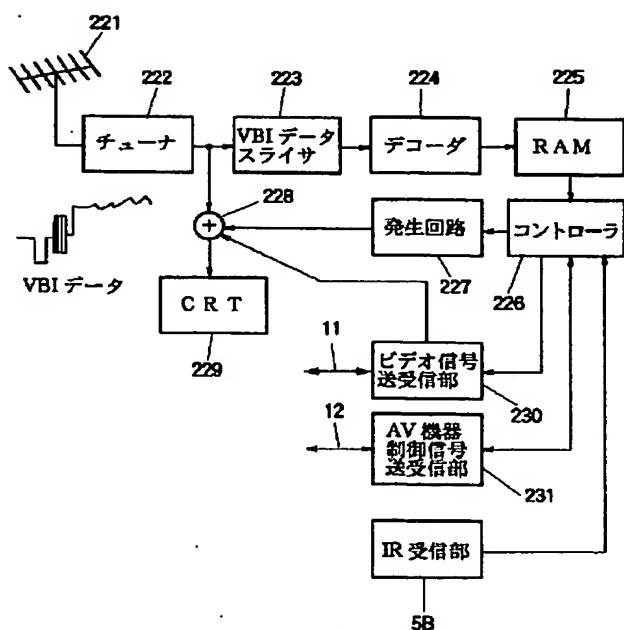 221
222
223
224
225
チューナ
VBI データ
スライサ
デコーダ
RAM
228
発生回路
コントローラ
VBI データ
227
226
CRT
229
11
ビデオ信号
送受信部
230
12
AV 機器
制御信号
送受信部
231
IR 受信部
5B